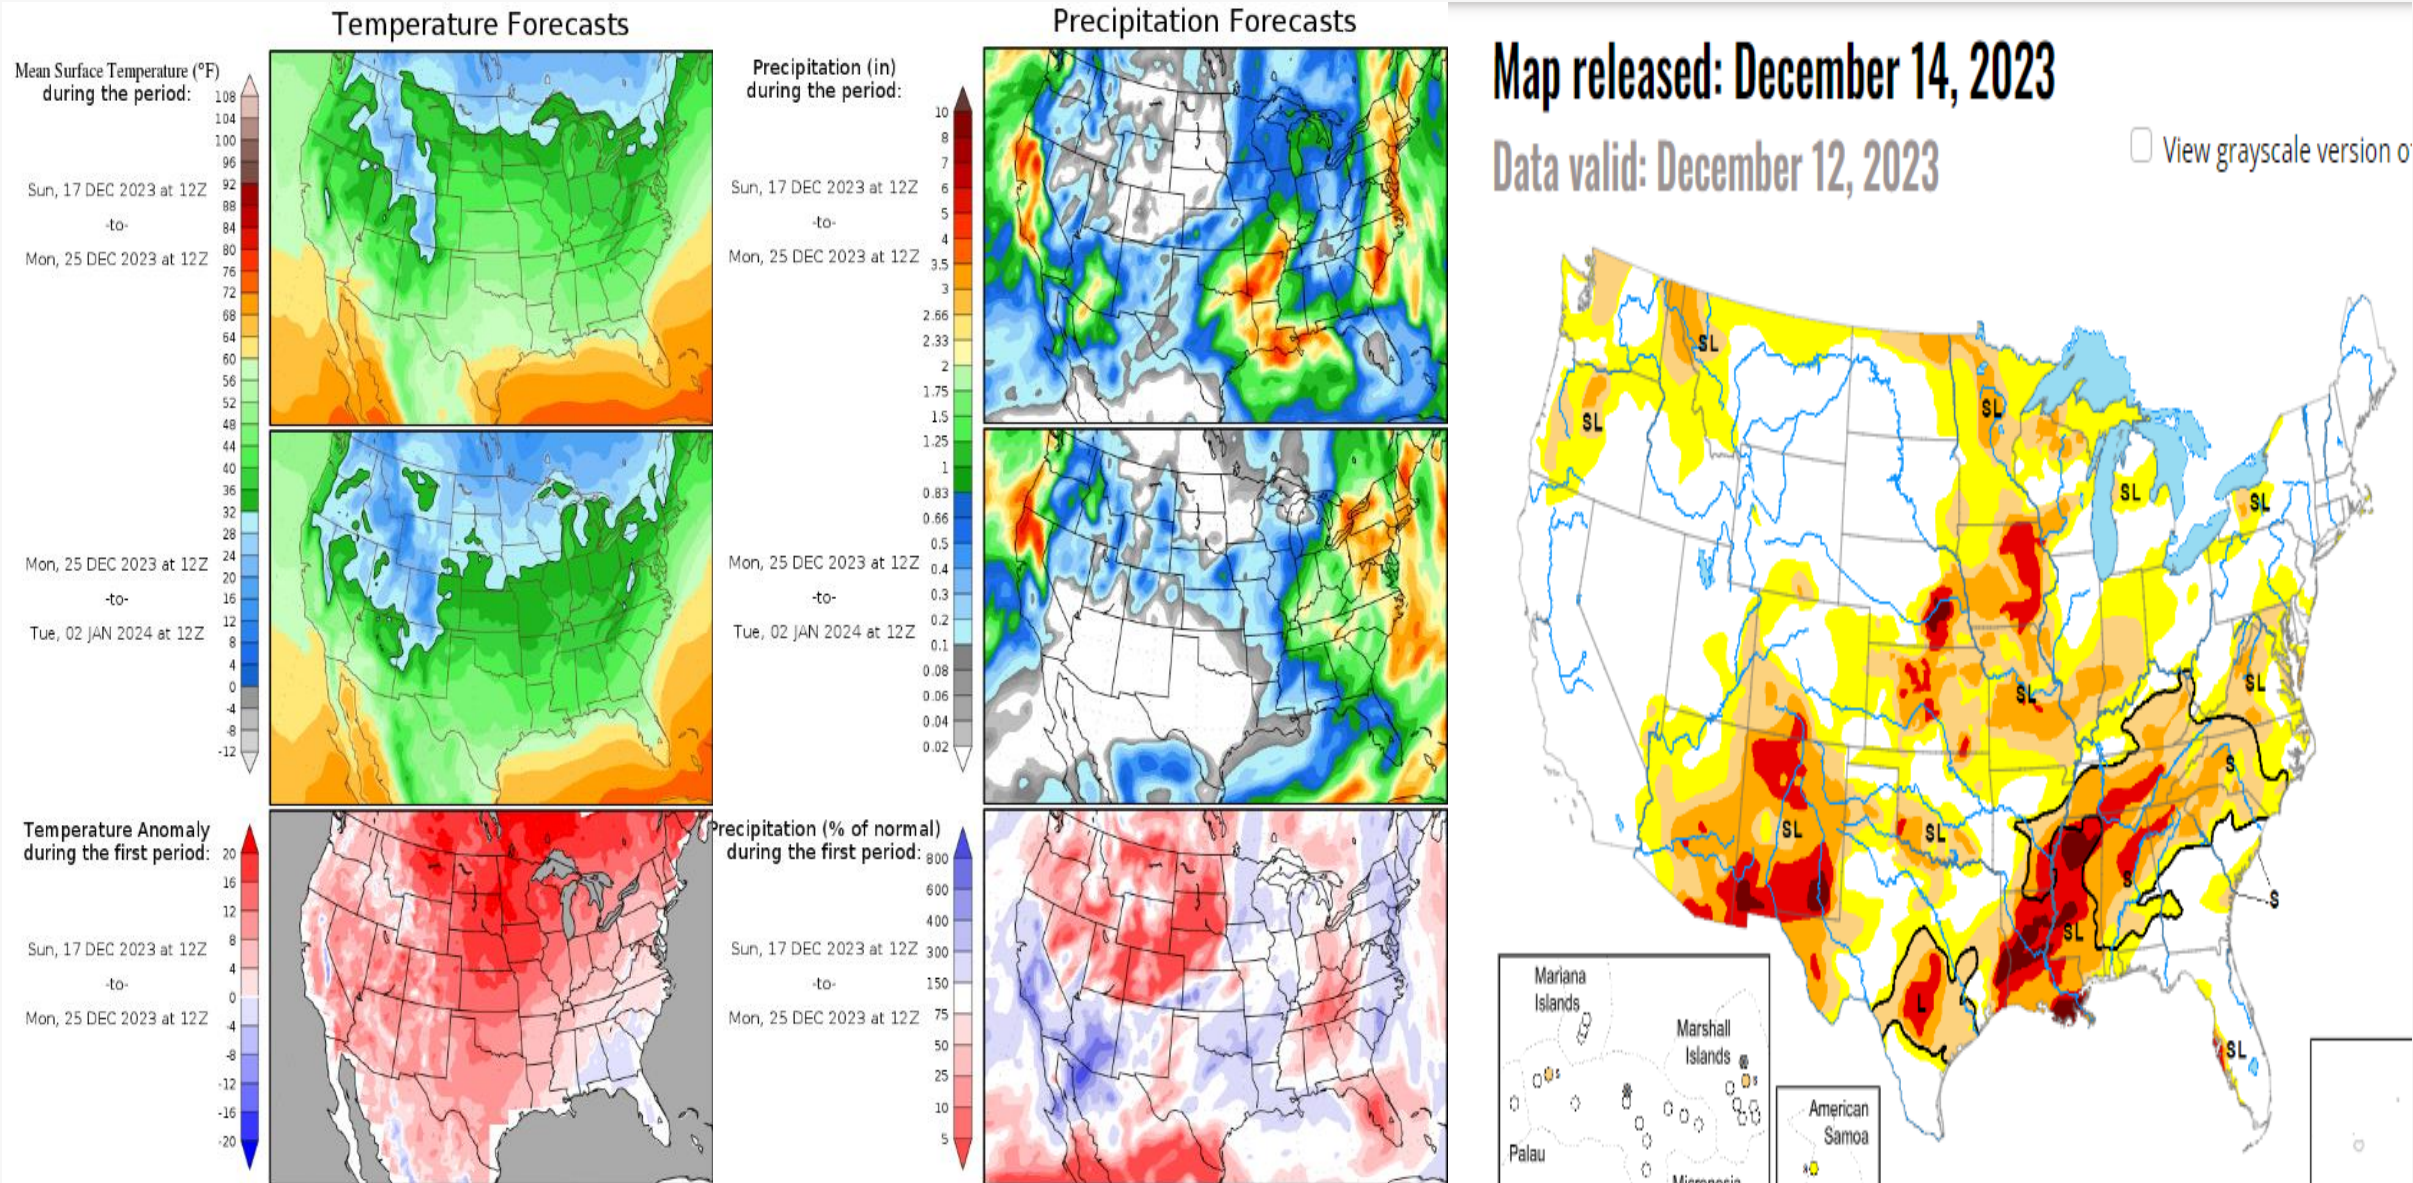 Temperature Forecasts
Mean Surface Temperature (°F)
during the period:
108
104
100
96
92
88
84
80
76
72
68
64
60
56
52
48
44
40
36
32
28
24
20
16
12
8
4
0
-4
-8
-12
Sun, 17 DEC 2023 at 12Z
-to-
Mon, 25 DEC 2023 at 12Z
Mon, 25 DEC 2023 at 12Z
-to-
Tue, 02 JAN 2024 at 12Z
Temperature Anomaly
during the first period:
20
16
12
8
4
0
-4
-8
-12
-16
-20
Sun, 17 DEC 2023 at 12Z
-to-
Mon, 25 DEC 2023 at 12Z
Precipitation Forecasts
Precipitation (in)
during the period:
10
8
7
6
5
4
3.5
3
2.66
2.33
2
1.75
1.5
1.25
1
0.83
0.66
0.5
0.4
0.3
0.2
0.1
0.08
0.06
0.04
0.02
Sun, 17 DEC 2023 at 12Z
-to-
Mon, 25 DEC 2023 at 12Z
Mon, 25 DEC 2023 at 12Z
-to-
Tue, 02 JAN 2024 at 12Z
Precipitation (% of normal)
during the first period:
800
600
400
300
150
75
50
25
10
5
Sun, 17 DEC 2023 at 12Z
-to-
Mon, 25 DEC 2023 at 12Z
Map released: December 14, 2023
Data valid: December 12, 2023
View grayscale version of
SL
SL
SL
SL
SL
SL
SL
S
SL
SL
S
S
SL
L
SL
Mariana
Islands
Marshall
Islands
S
S
Palau
American
Samoa